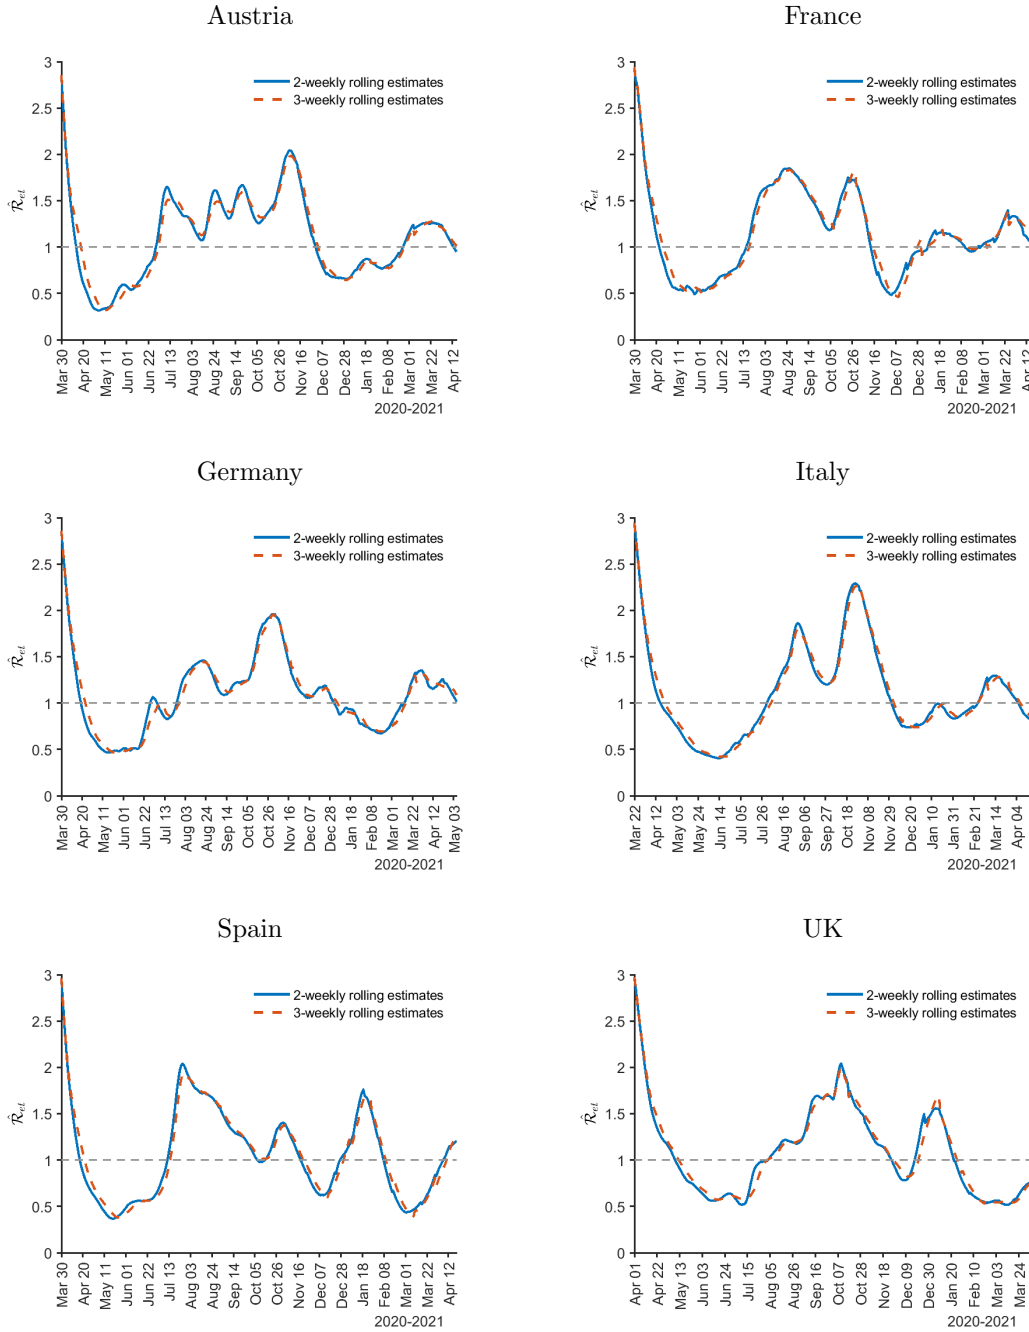 Austria
3
2.5
2
1.5
1
0.5
0
R̂et
2-weekly rolling estimates
3-weekly rolling estimates
Mar 30
Apr 20
May 11
Jun 01
Jun 22
Jul 13
Aug 03
Aug 24
Sep 14
Oct 05
Oct 26
Nov 16
Dec 07
Dec 28
Jan 18
Feb 08
Mar 01
Mar 22
Apr 12
2020-2021
France
3
2.5
2
1.5
1
0.5
0
R̂et
2-weekly rolling estimates
3-weekly rolling estimates
Mar 30
Apr 20
May 11
Jun 01
Jun 22
Jul 13
Aug 03
Aug 24
Sep 14
Oct 05
Oct 26
Nov 16
Dec 07
Dec 28
Jan 18
Feb 08
Mar 01
Mar 22
Apr 12
2020-2021
Germany
3
2.5
2
1.5
1
0.5
0
R̂et
2-weekly rolling estimates
3-weekly rolling estimates
Mar 30
Apr 20
May 11
Jun 01
Jun 22
Jul 13
Aug 03
Aug 24
Sep 14
Oct 05
Oct 26
Nov 16
Dec 07
Dec 28
Jan 18
Feb 08
Mar 01
Mar 22
Apr 12
May 03
2020-2021
Italy
3
2.5
2
1.5
1
0.5
0
R̂et
2-weekly rolling estimates
3-weekly rolling estimates
Mar 22
Apr 12
May 03
May 24
Jun 14
Jul 05
Jul 26
Aug 16
Sep 06
Sep 27
Oct 18
Nov 08
Nov 29
Dec 20
Jan 10
Jan 31
Feb 21
Mar 14
Apr 04
2020-2021
Spain
3
2.5
2
1.5
1
0.5
0
R̂et
2-weekly rolling estimates
3-weekly rolling estimates
Mar 30
Apr 20
May 11
Jun 01
Jun 22
Jul 13
Aug 03
Aug 24
Sep 14
Oct 05
Oct 26
Nov 16
Dec 07
Dec 28
Jan 18
Feb 08
Mar 01
Mar 22
Apr 12
2020-2021
UK
3
2.5
2
1.5
1
0.5
0
R̂et
2-weekly rolling estimates
3-weekly rolling estimates
Apr 01
Apr 22
May 13
Jun 03
Jun 24
Jul 15
Aug 05
Aug 26
Sep 16
Oct 07
Oct 28
Nov 18
Dec 09
Dec 30
Jan 20
Feb 10
Mar 03
Mar 24
2020-2021